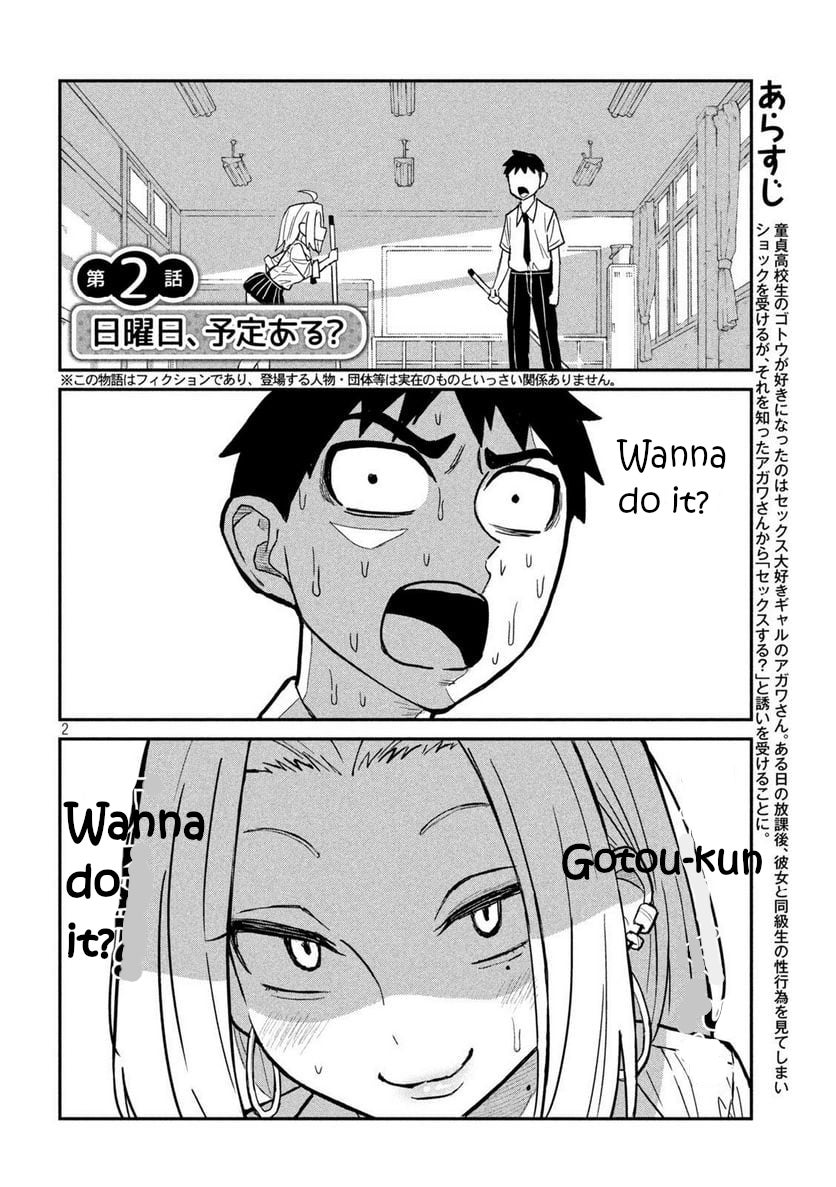 あらすじ
童貞高校生のゴトウが好きになったのはセックス大好きギャルのアガワさん。ある日の放課後、彼女と同級生の性行為を見てしまい
ショックを受けるが、それを知ったアガワさんから「セックスする?」と誘いを受けることに。
第2話
日曜日、予定ある?
※この物語はフィクションであり、登場する人物・団体等は実在のものといっさい関係ありません。
Wanna
do it?
2
Gotou-kun
Wanna
do
it?